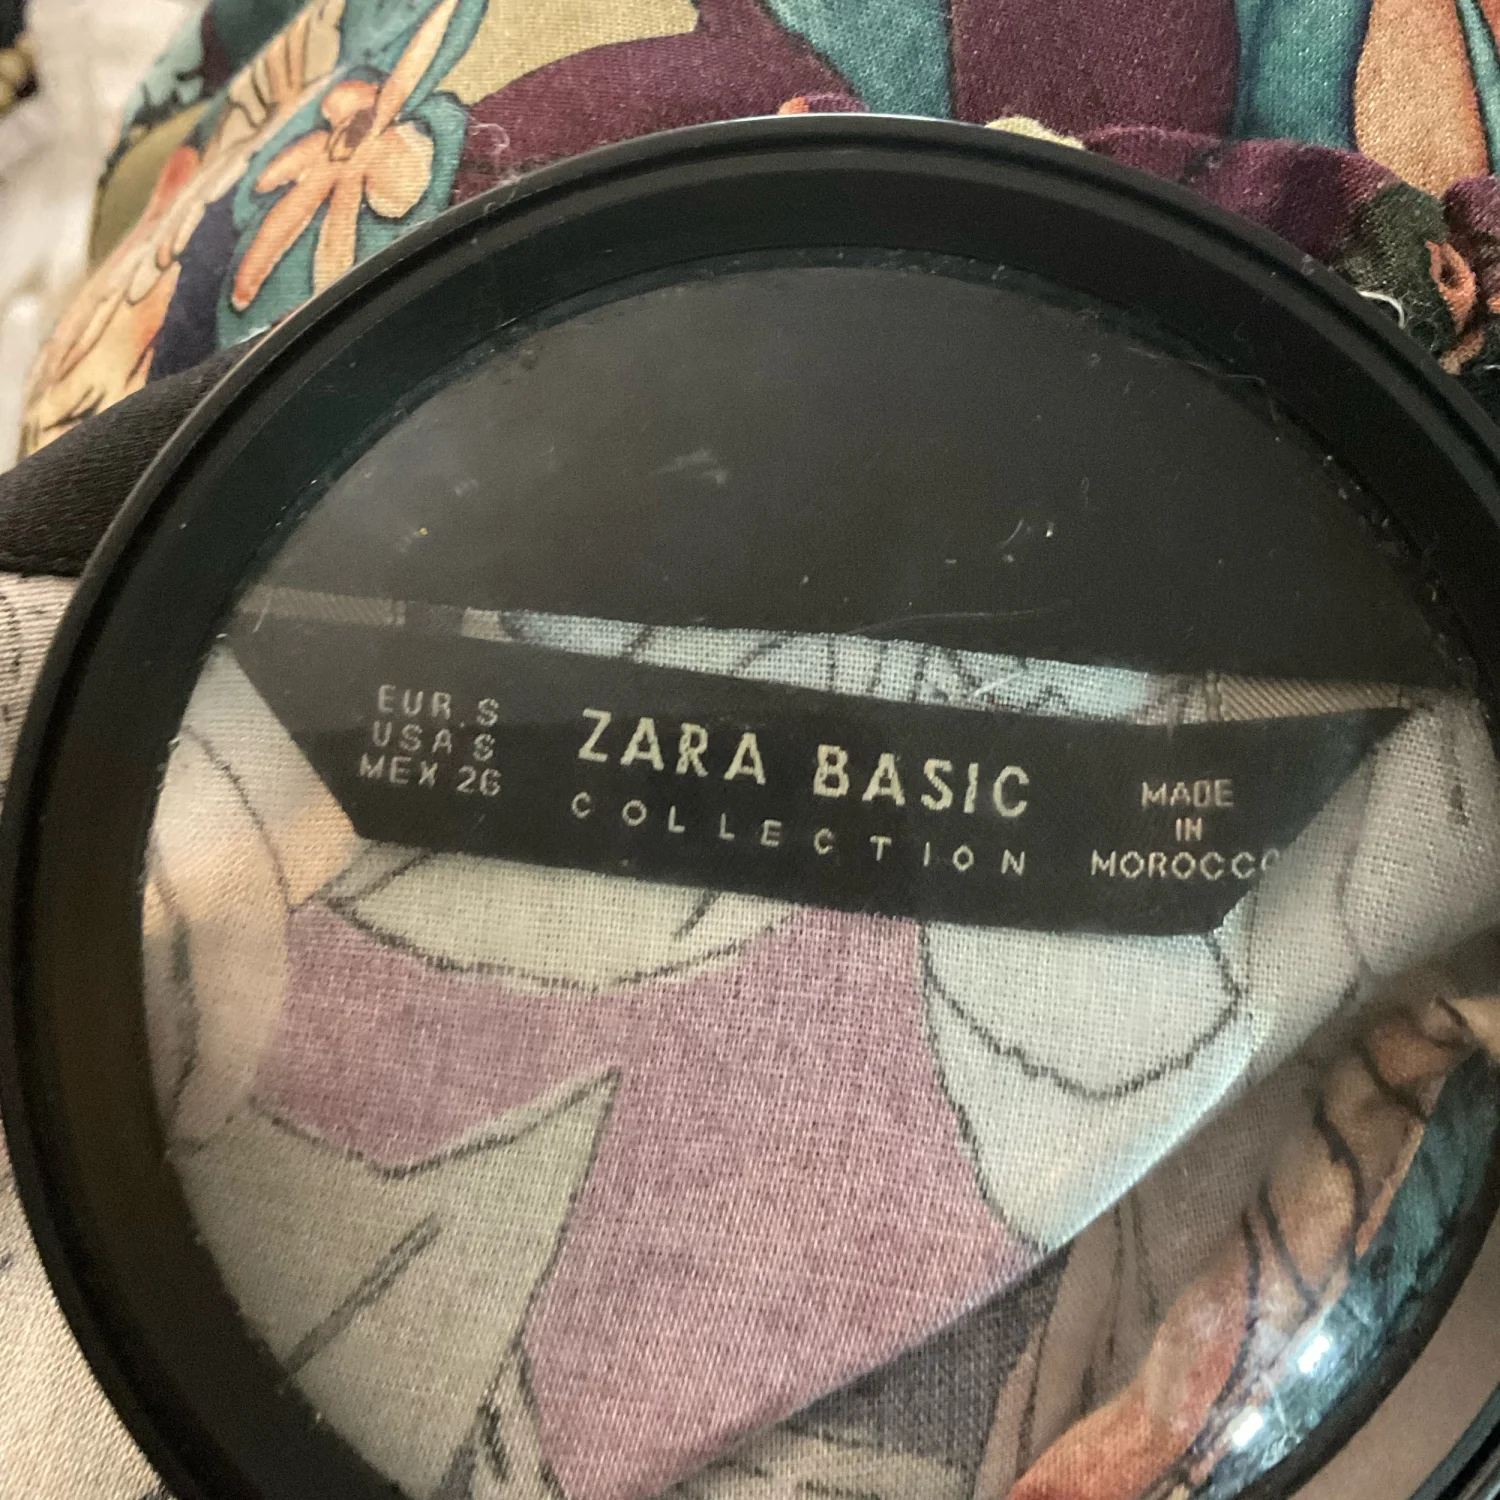 EUR S
USA S
MEX 26
ZARA BASIC
COLLECTION
MADE
IN
MOROCCO